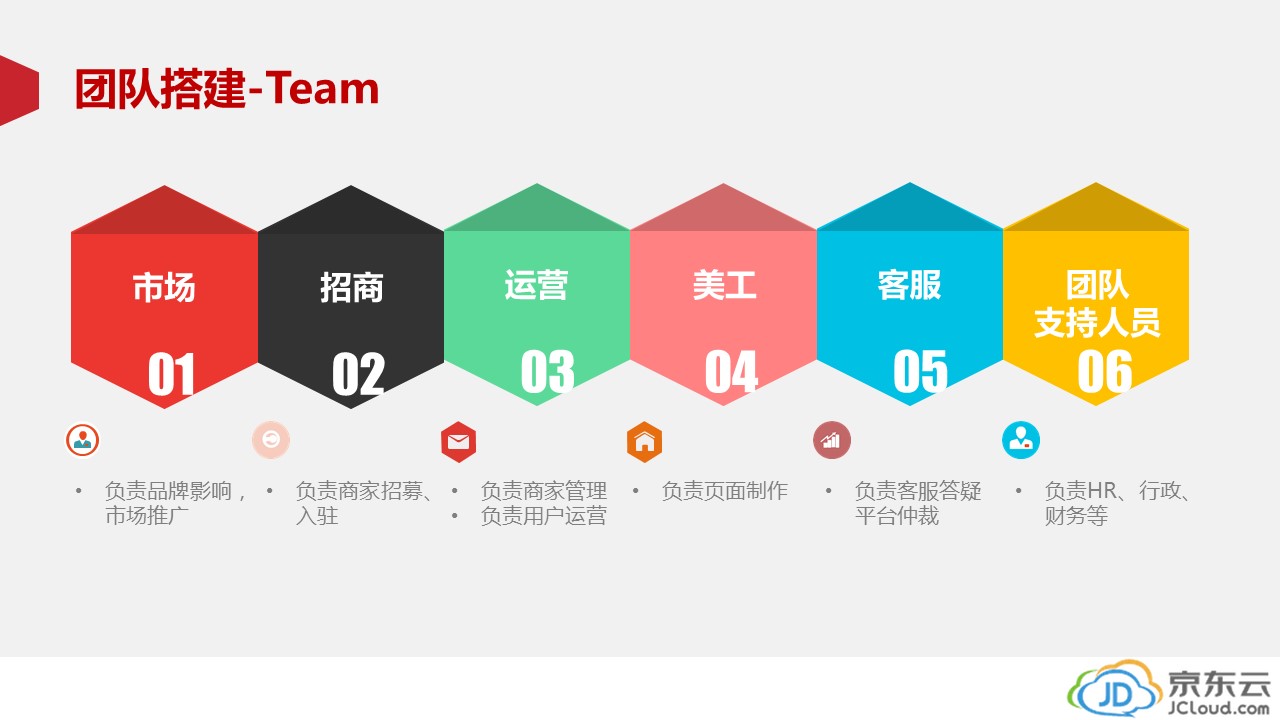 团队搭建-Team
市场
01
招商
02
运营
03
美工
04
客服
05
团队
支持人员
06
• 负责品牌影响，
市场推广
• 负责商家招募、
入驻
• 负责商家管理
• 负责用户运营
• 负责页面制作
• 负责客服答疑
平台仲裁
• 负责HR、行政、
财务等
JD 京东云
JCloud.com